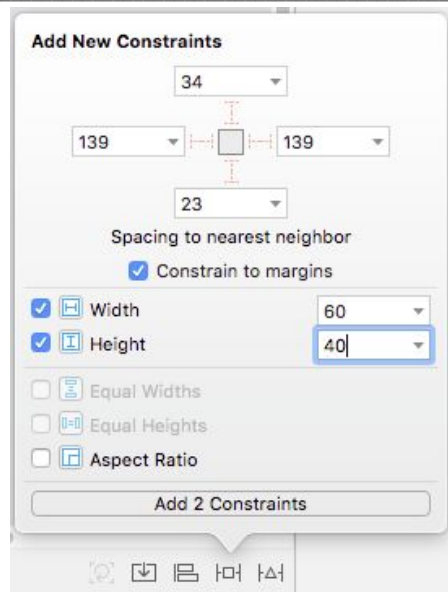 Add New Constraints
34
139 139
23
Spacing to nearest neighbor
Constrain to margins
Width 60
Height 40
Equal Widths
Equal Heights
Aspect Ratio
Add 2 Constraints